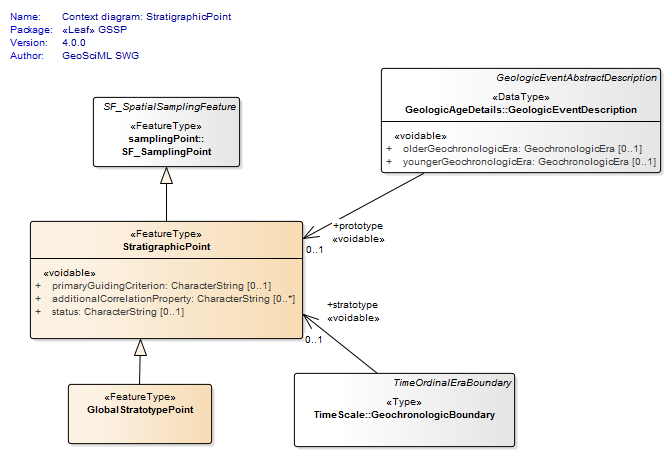 Name: Context diagram: StratigraphicPoint
Package: «Leaf» GSSP
Version: 4.0.0
Author: GeoSciML SWG
GeologicEventAbstractDescription
«DataType»
GeologicAgeDetails::GeologicEventDescription
«voidable»
+ olderGeochronologicEra: GeochronologicEra [0..1]
+ youngerGeochronologicEra: GeochronologicEra [0..1]
SF_SpatialSamplingFeature
«FeatureType»
samplingPoint::
SF_SamplingPoint
+prototype
«voidable»
0..1
«FeatureType»
StratigraphicPoint
«voidable»
+ primaryGuidingCriterion: CharacterString [0..1]
+ additionalCorrelationProperty: CharacterString [0..*]
+ status: CharacterString [0..1]
+stratotype
«voidable»
0..1
«FeatureType»
GlobalStratotypePoint
TimeOrdinalEraBoundary
«Type»
TimeScale::GeochronologicBoundary